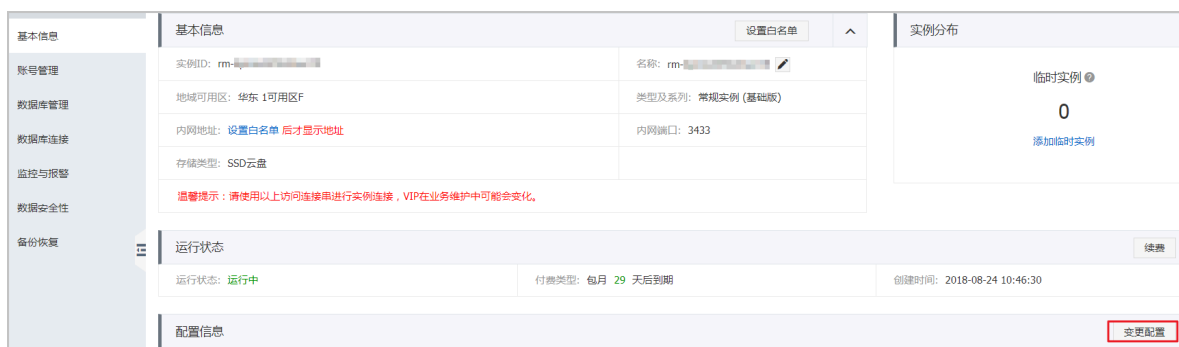 基本信息
账号管理
数据库管理
数据库连接
监控与报警
数据安全性
备份恢复
基本信息
设置白名单
实例ID: rm-
名称: rm-
地域可用区: 华东 1可用区F
类型及系列: 常规实例 (基础版)
内网地址: 设置白名单 后才显示地址
内网端口: 3433
存储类型: SSD云盘
温馨提示：请使用以上访问连接串进行实例连接，VIP在业务维护中可能会变化。
实例分布
临时实例
0
添加临时实例
运行状态
续费
运行状态: 运行中
付费类型: 包月 29 天后到期
创建时间: 2018-08-24 10:46:30
配置信息
变更配置